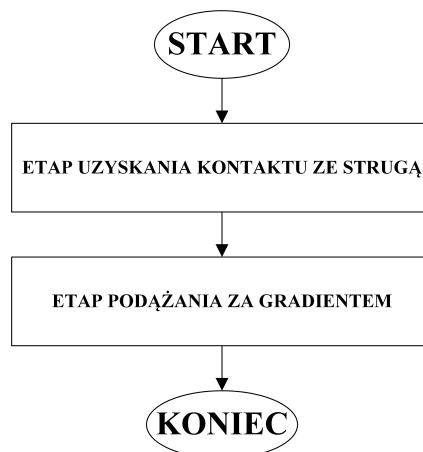 START
ETAP UZYSKANIA KONTAKTU ZE STRUGĄ
ETAP PODĄŻANIA ZA GRADIENTEM
KONIEC